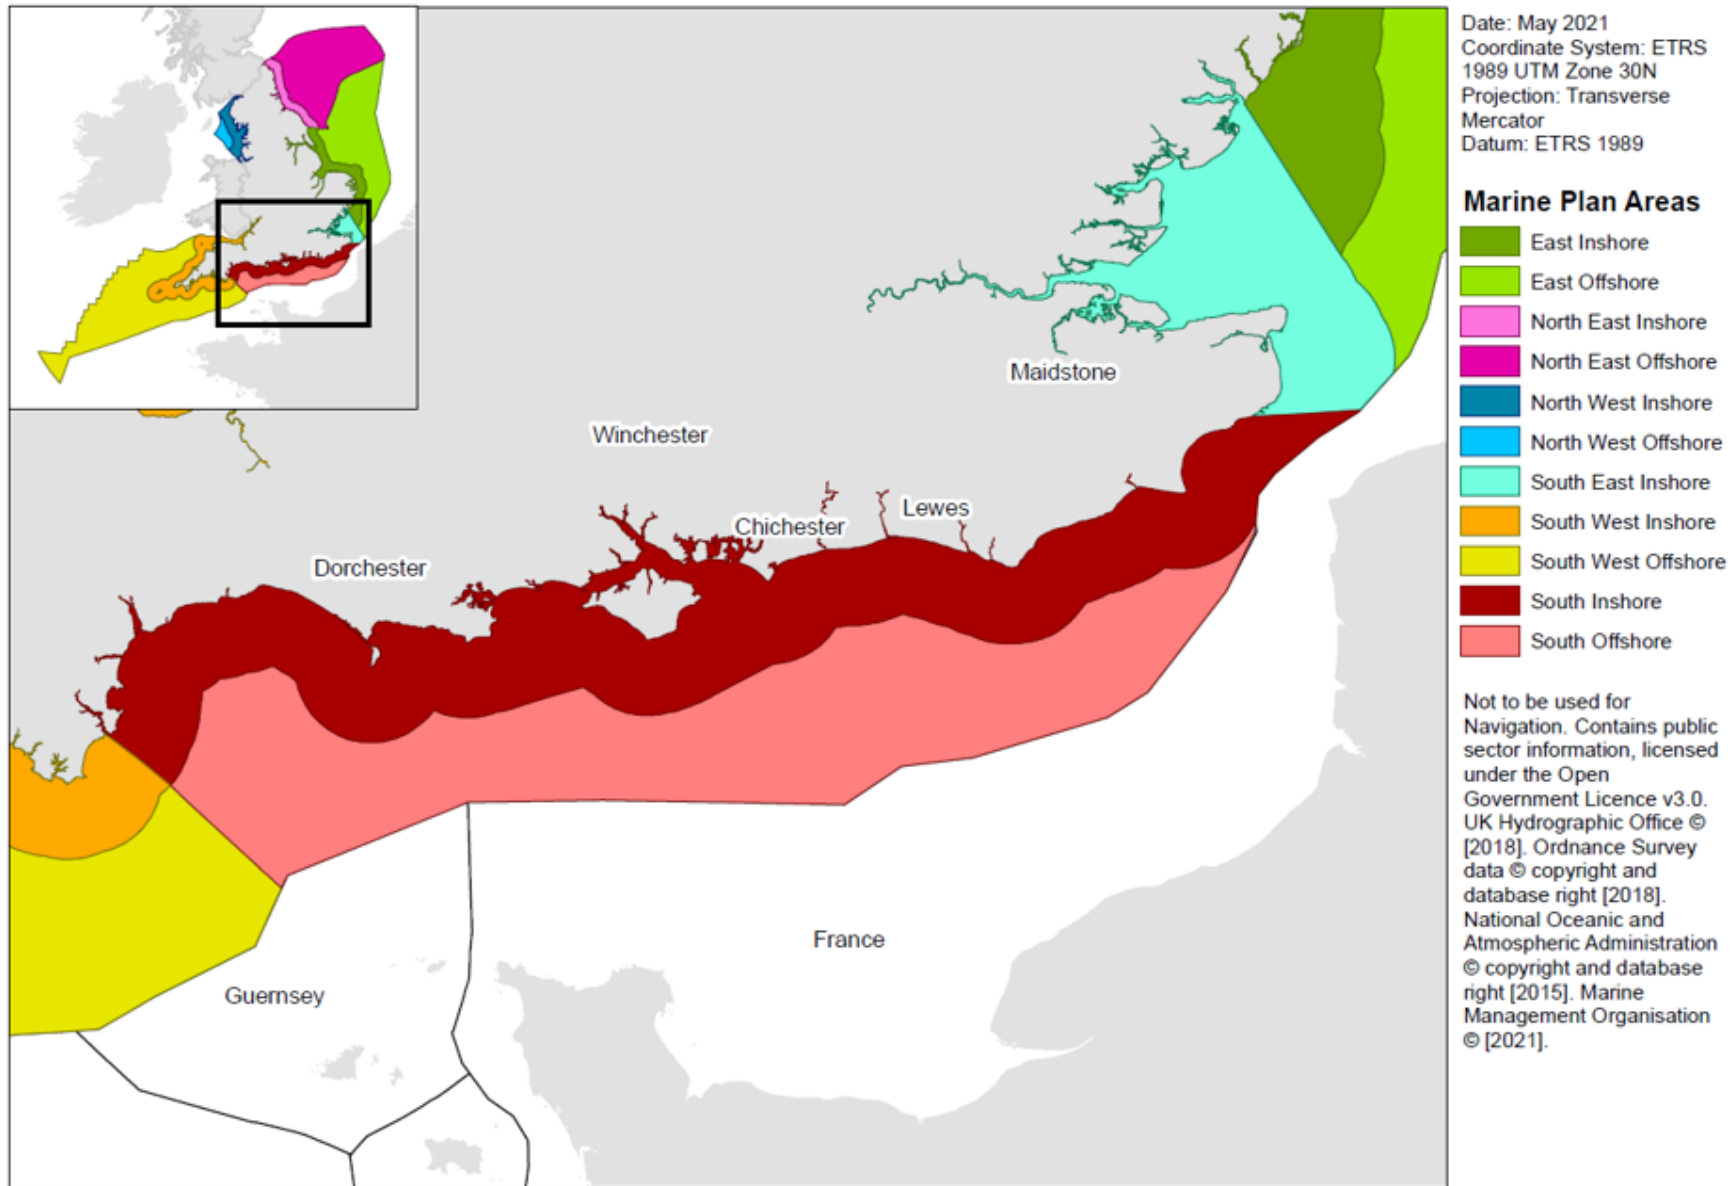 Date: May 2021
Coordinate System: ETRS
1989 UTM Zone 30N
Projection: Transverse
Mercator
Datum: ETRS 1989
Marine Plan Areas
East Inshore
East Offshore
North East Inshore
North East Offshore
North West Inshore
North West Offshore
South East Inshore
South West Inshore
South West Offshore
South Inshore
South Offshore
Not to be used for
Navigation. Contains public
sector information, licensed
under the Open
Government Licence v3.0.
UK Hydrographic Office ©
[2018]. Ordnance Survey
data © copyright and
database right [2018].
National Oceanic and
Atmospheric Administration
© copyright and database
right [2015]. Marine
Management Organisation
© [2021].
Maidstone
Winchester
Lewes
Chichester
Dorchester
France
Guernsey